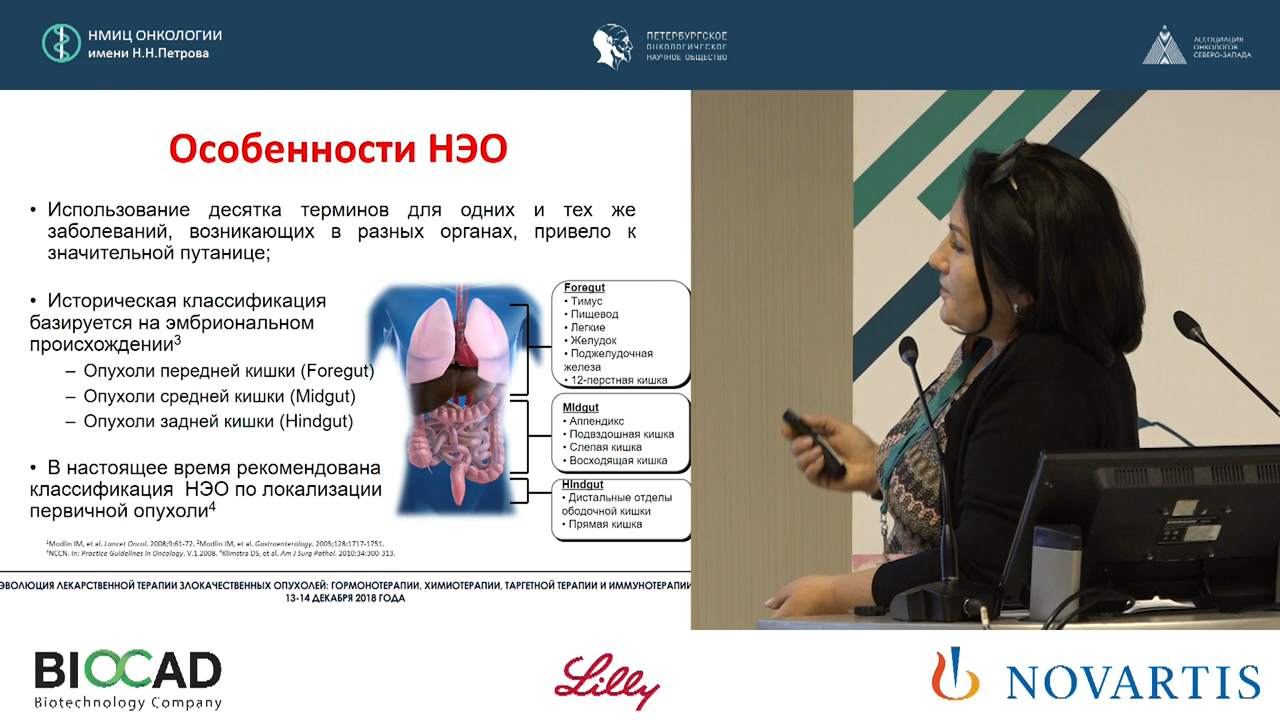 НМИЦ ОНКОЛОГИИ
имени Н.Н.Петрова
ПЕТЕРБУРГСКОЕ
ОНКОЛОГИЧЕСКОЕ
НАУЧНОЕ ОБЩЕСТВО
АССОЦИАЦИЯ
ОНКОЛОГОВ
СЕВЕРО-ЗАПАДА
Особенности НЭО
• Использование десятка терминов для одних и тех же
заболеваний, возникающих в разных органах, привело к
значительной путанице;
• Историческая классификация
базируется на эмбриональном
происхождении3
– Опухоли передней кишки (Foregut)
– Опухоли средней кишки (Midgut)
– Опухоли задней кишки (Hindgut)
• В настоящее время рекомендована
классификация НЭО по локализации
первичной опухоли4
Foregut
• Тимус
• Пищевод
• Легкие
• Желудок
• Поджелудочная
железа
• 12-перстная кишка
Midgut
• Аппендикс
• Подвздошная кишка
• Слепая кишка
• Восходящая кишка
Hindgut
• Дистальные отделы
ободочной кишки
• Прямая кишка
1Modlin IM, et al. Lancet Oncol. 2008;9:61-72. 2Modlin IM, et al. Gastroenterology. 2005;128:1717-1751.
3NCCN. In: Practice Guidelines in Oncology. V.1.2008. 4Klimstra DS, et al. Am J Surg Pathol. 2010;34:300-313.
ЭВОЛЮЦИЯ ЛЕКАРСТВЕННОЙ ТЕРАПИИ ЗЛОКАЧЕСТВЕННЫХ ОПУХОЛЕЙ: ГОРМОНОТЕРАПИИ, ХИМИОТЕРАПИИ, ТАРГЕТНОЙ ТЕРАПИИ И ИММУНОТЕРАПИИ
13-14 ДЕКАБРЯ 2018 ГОДА
BIOCAD
Biotechnology Company
Lilly
NOVARTIS